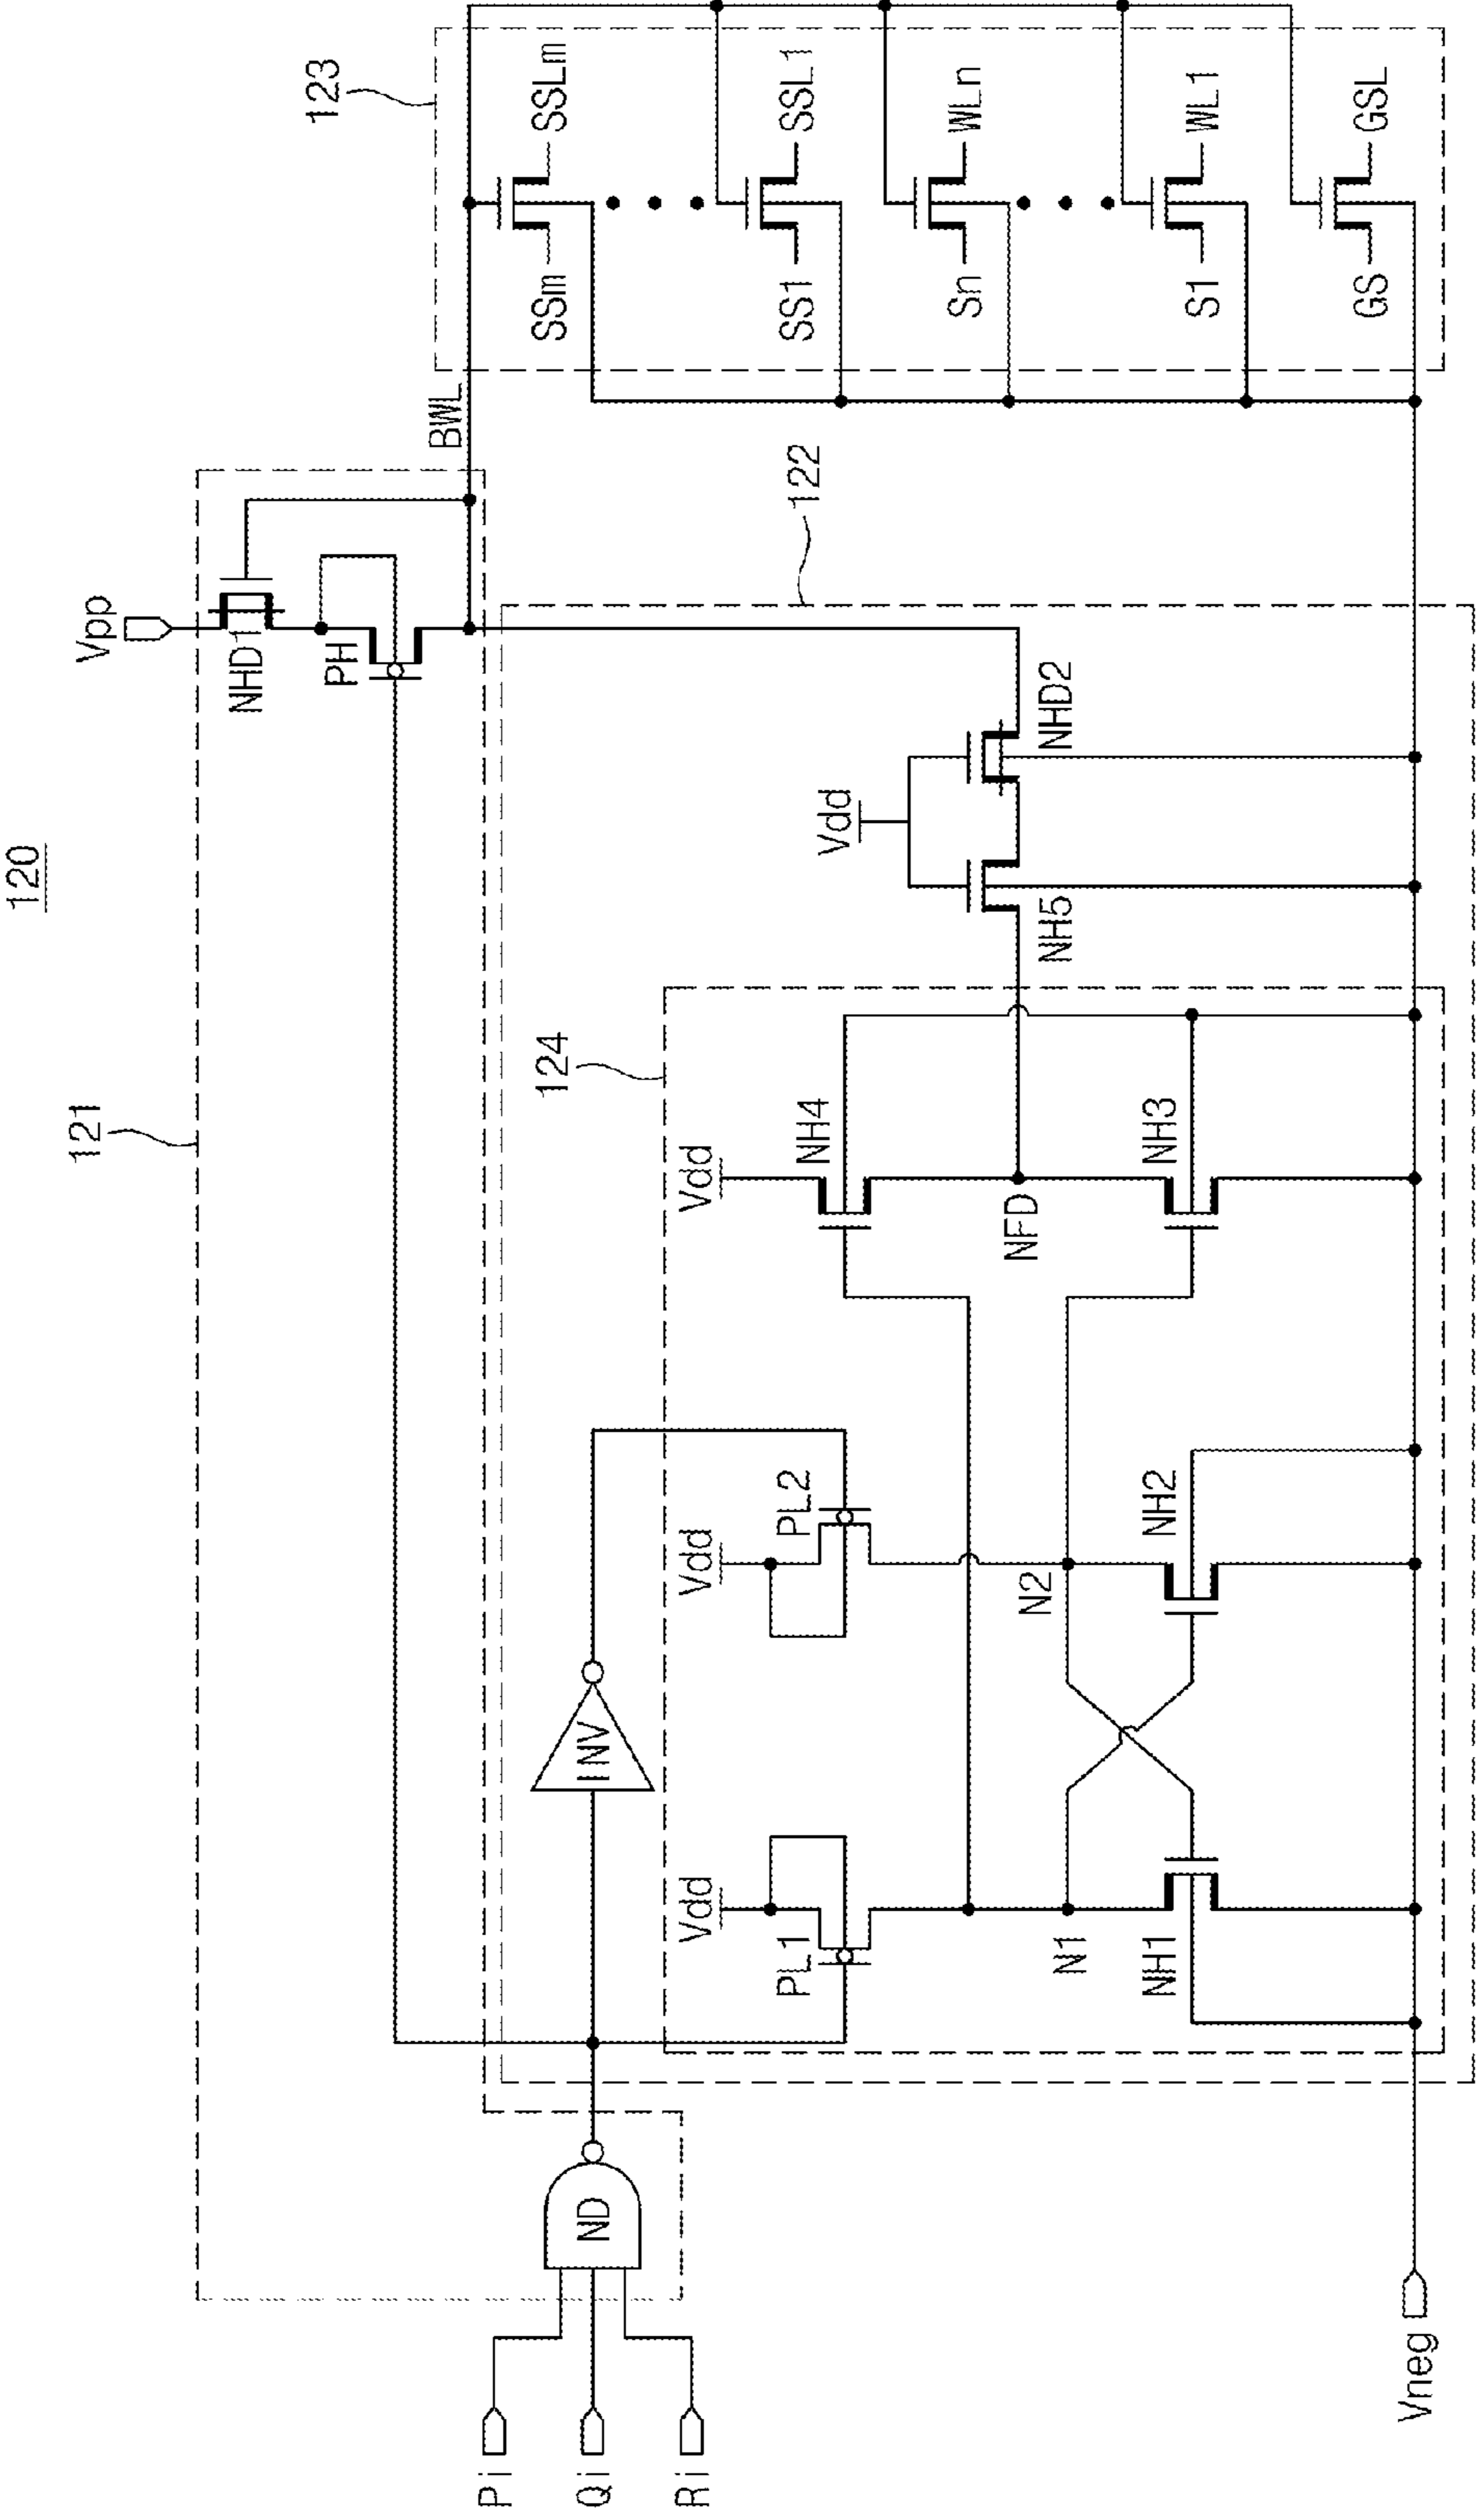 120
121
Vpp
NHD1
PH
BWL
123
SSm
SSLm
SS1
SSL1
Sn
WLn
S1
WL1
GS
GSL
122
Pi
Qi
Ri
ND
INV
124
Vdd
PL1
Vdd
PL2
Vdd
NH4
Vdd
NH5
NHD2
N1
N2
NFD
NH1
NH2
NH3
Vneg